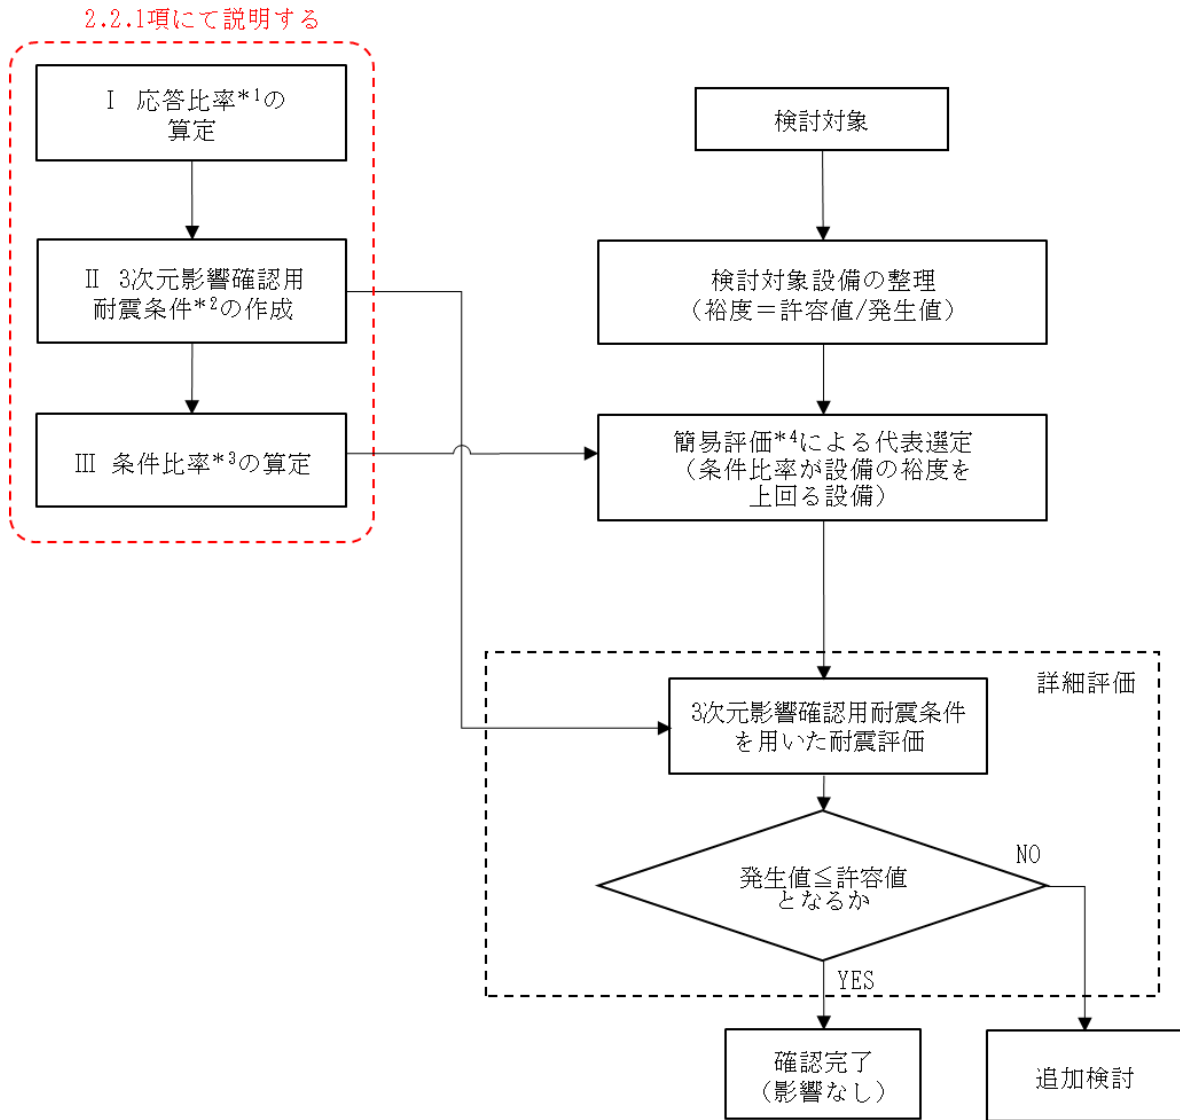 2.2.1項にて説明する
Ⅰ 応答比率*1の
算定
Ⅱ 3次元影響確認用
耐震条件*2の作成
Ⅲ 条件比率*3の算定
検討対象
検討対象設備の整理
（裕度＝許容値/発生値）
簡易評価*4による代表選定
（条件比率が設備の裕度を
上回る設備）
詳細評価
3次元影響確認用耐震条件
を用いた耐震評価
発生値≦許容値
となるか
NO
YES
確認完了
（影響なし）
追加検討